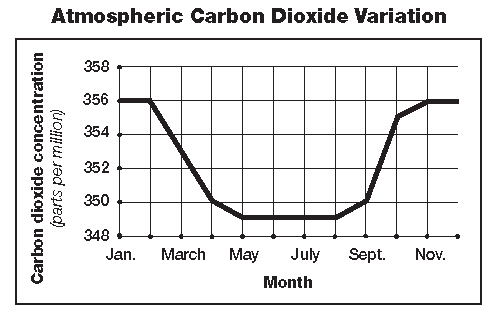 Atmospheric Carbon Dioxide Variation
Carbon dioxide concentration
(parts per million)
358
356
354
352
350
348
Jan. March May July Sept. Nov.
Month